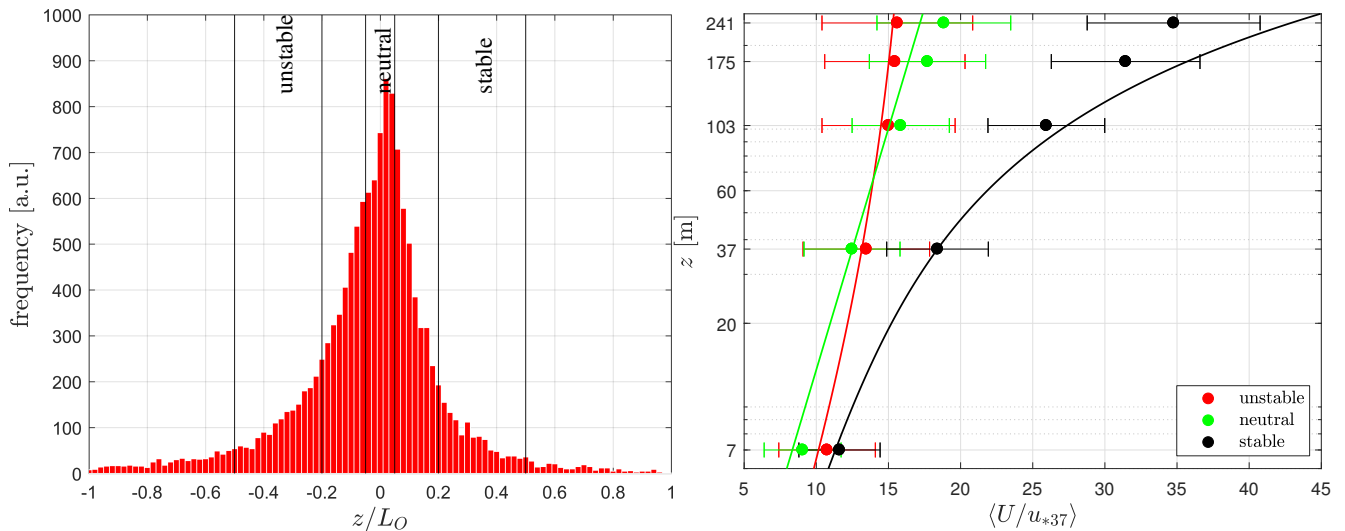 1000
900
800
700
600
500
400
300
200
100
0
frequency [a.u.]
unstable
neutral
stable
-1 -0.8 -0.6 -0.4 -0.2 0 0.2 0.4 0.6 0.8 1
z/L_O
241
175
103
60
37
20
7
z [m]
unstable
neutral
stable
5 10 15 20 25 30 35 40 45
⟨U/u_{*37}⟩